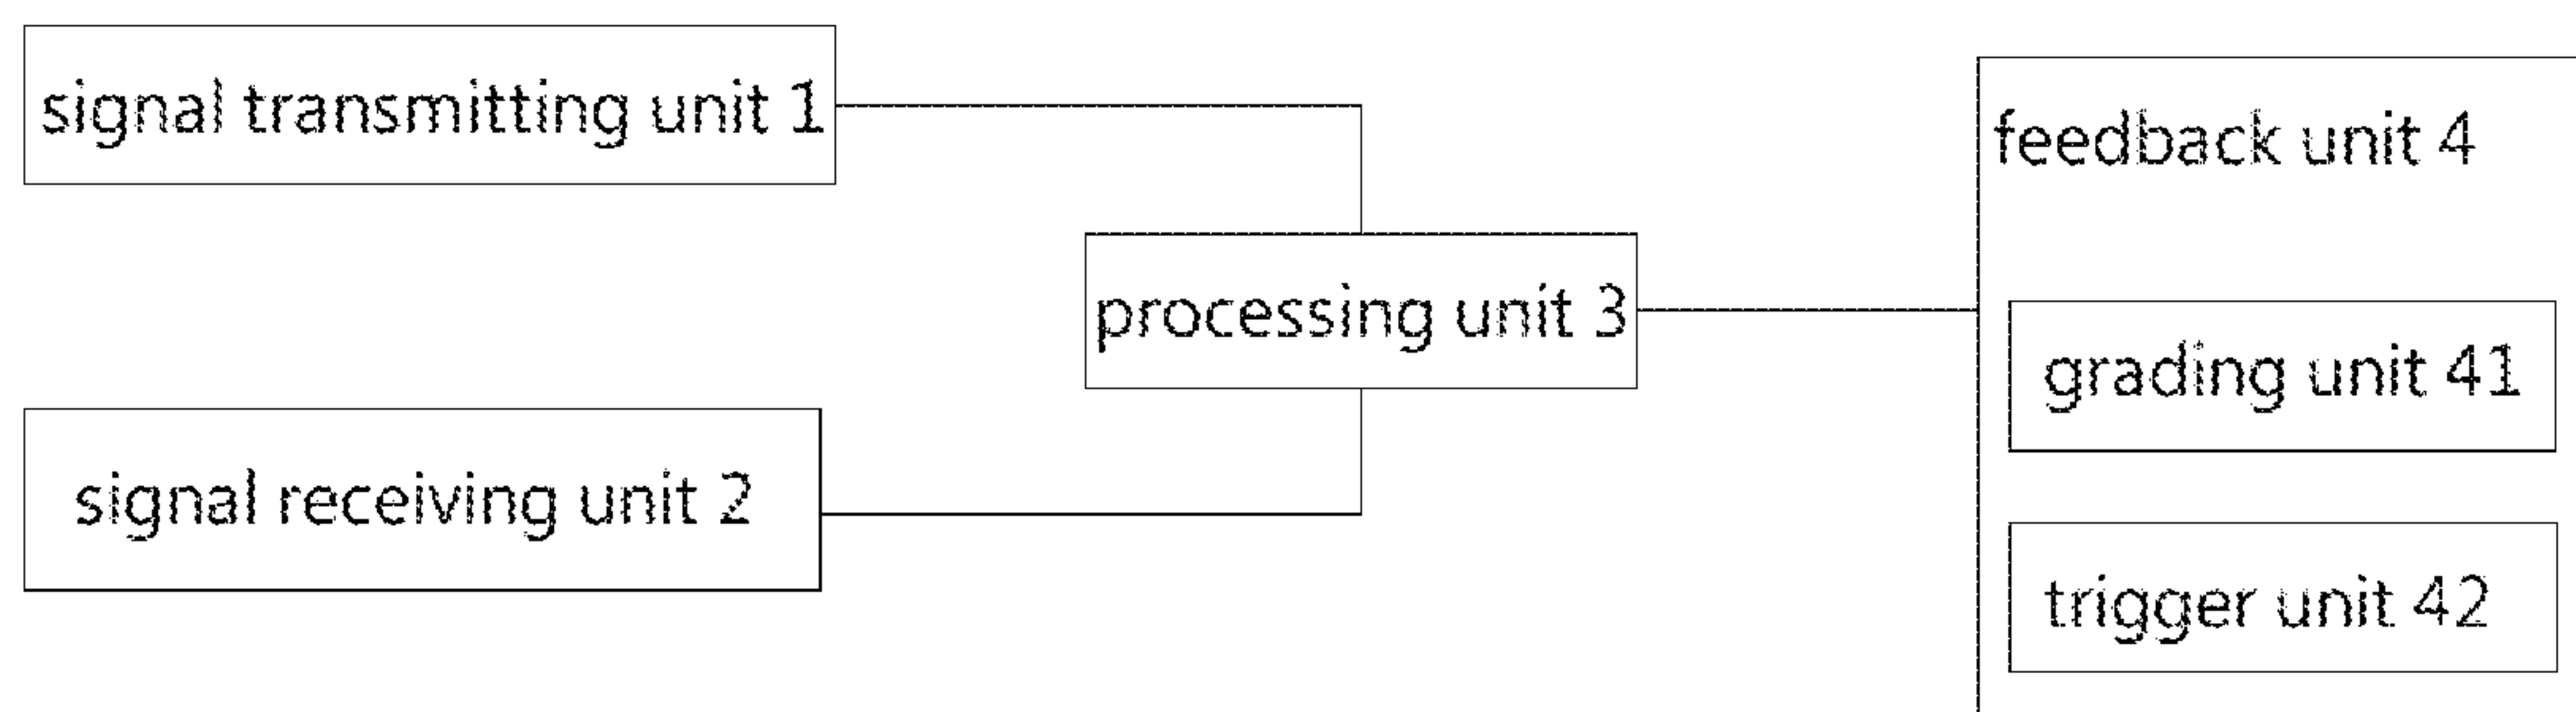 signal transmitting unit 1
feedback unit 4
processing unit 3
grading unit 41
signal receiving unit 2
trigger unit 42